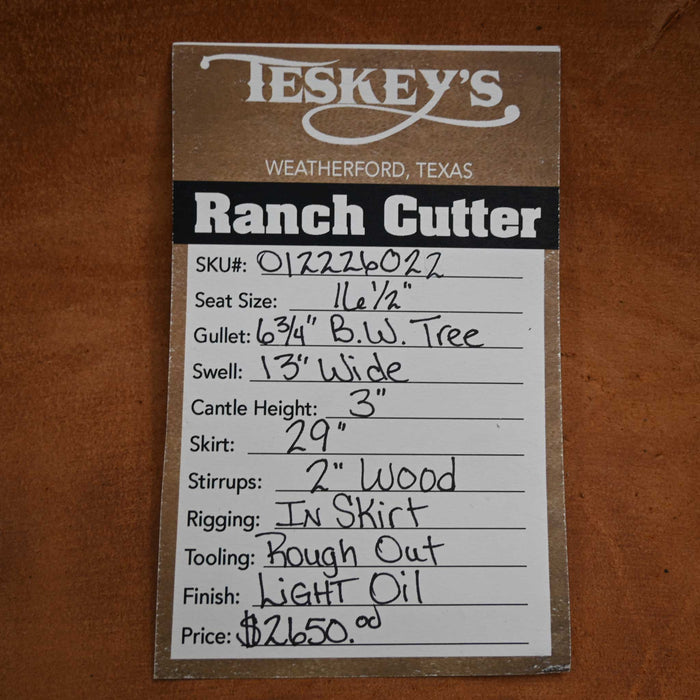 TESKEY'S
WEATHERFORD, TEXAS
Ranch Cutter
SKU#: 012226022
Seat Size: 16 1/2"
Gullet: 6 3/4" B.W. Tree
Swell: 13" Wide
Cantle Height: 3"
Skirt: 29"
Stirrups: 2" Wood
Rigging: IN SKirt
Tooling: Rough Out
Finish: LIGHT Oil
Price: $2650.00